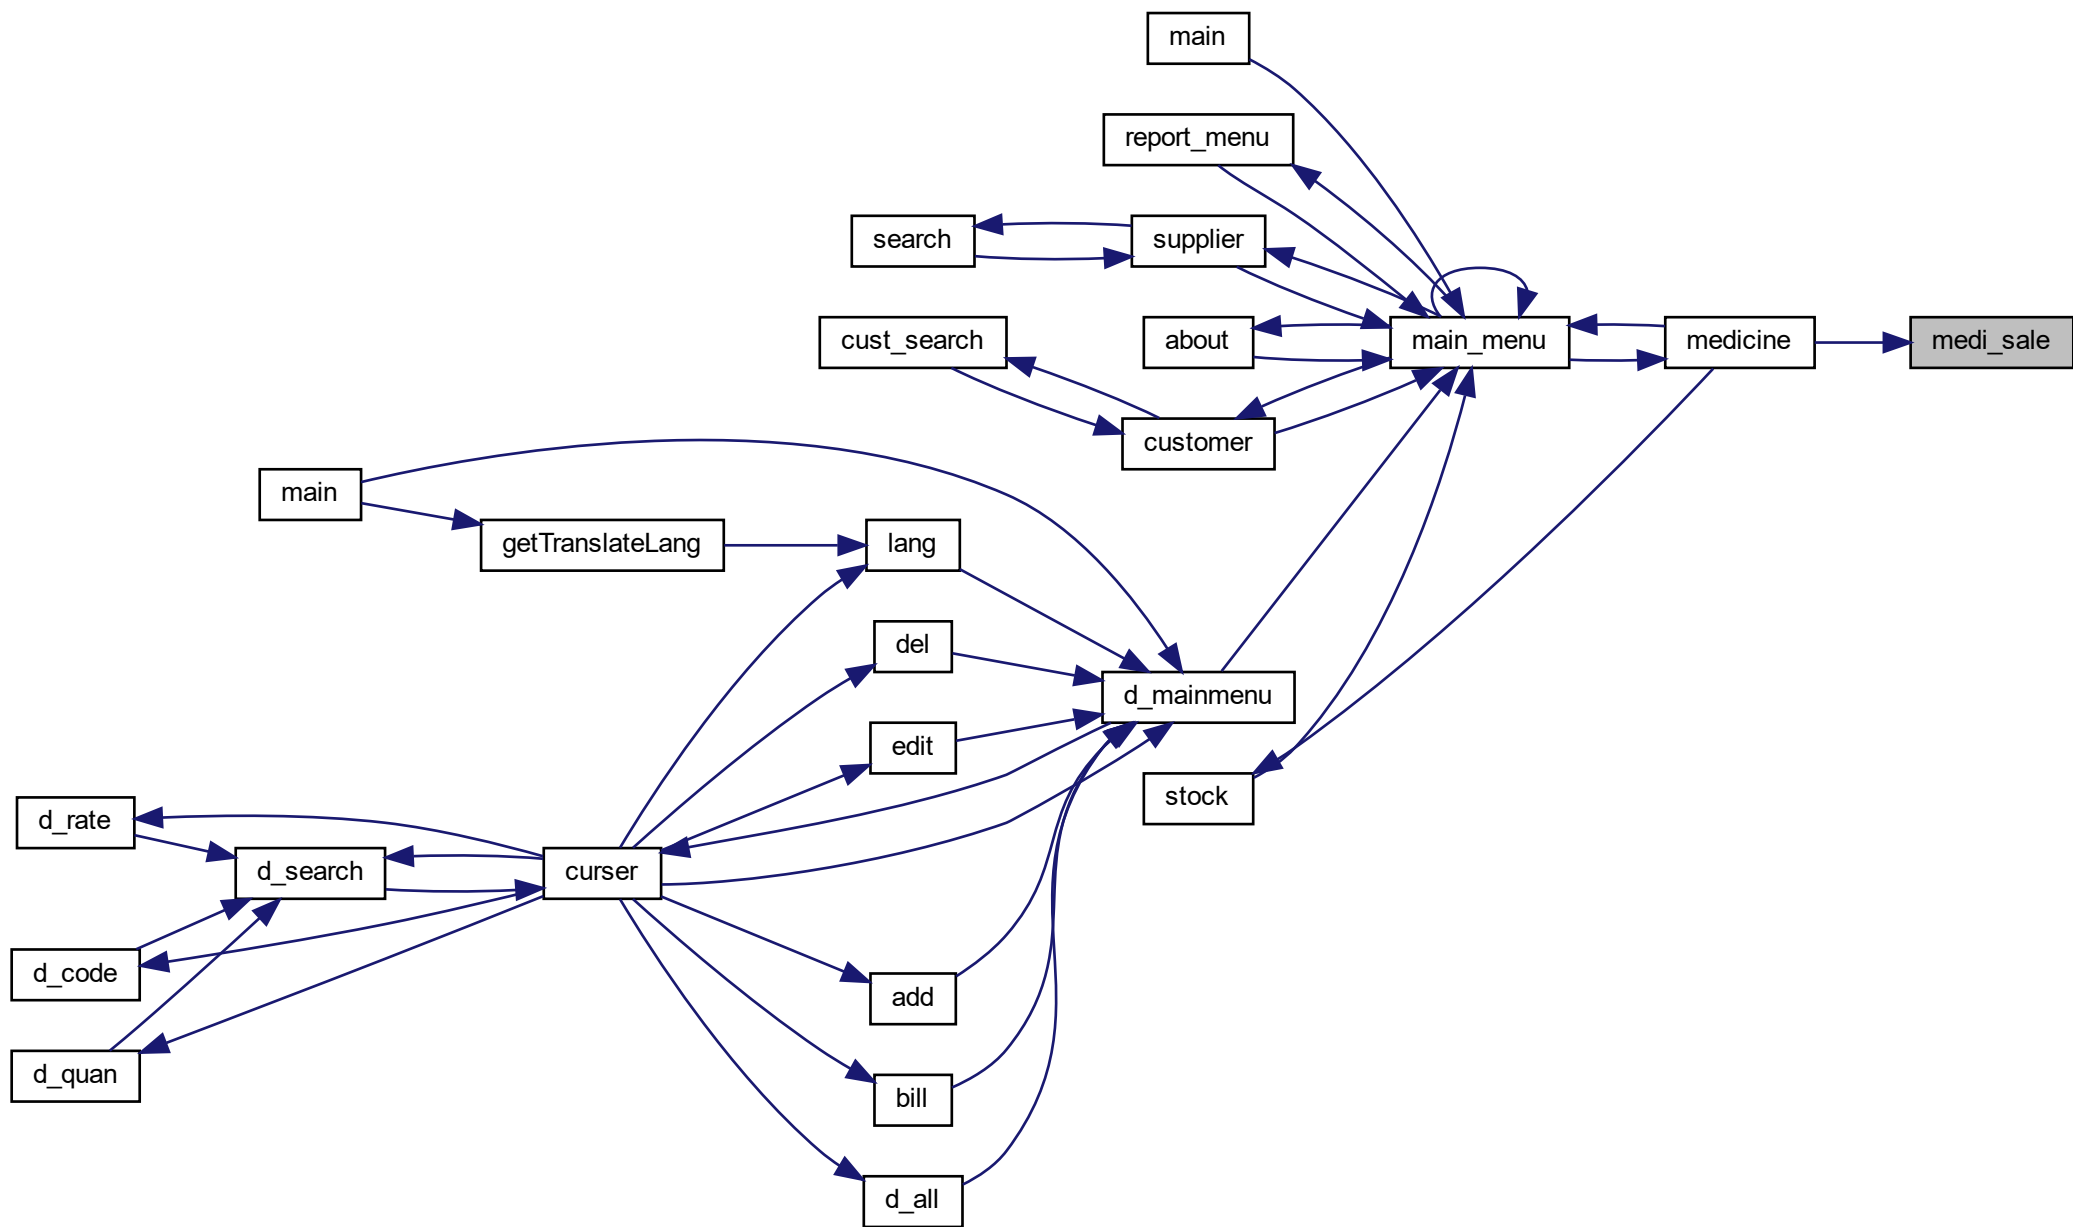 main
report_menu
search
supplier
cust_search
about
main_menu
medicine
medi_sale
customer
main
getTranslateLang
lang
del
d_mainmenu
edit
stock
d_rate
d_search
curser
d_code
add
d_quan
bill
d_all